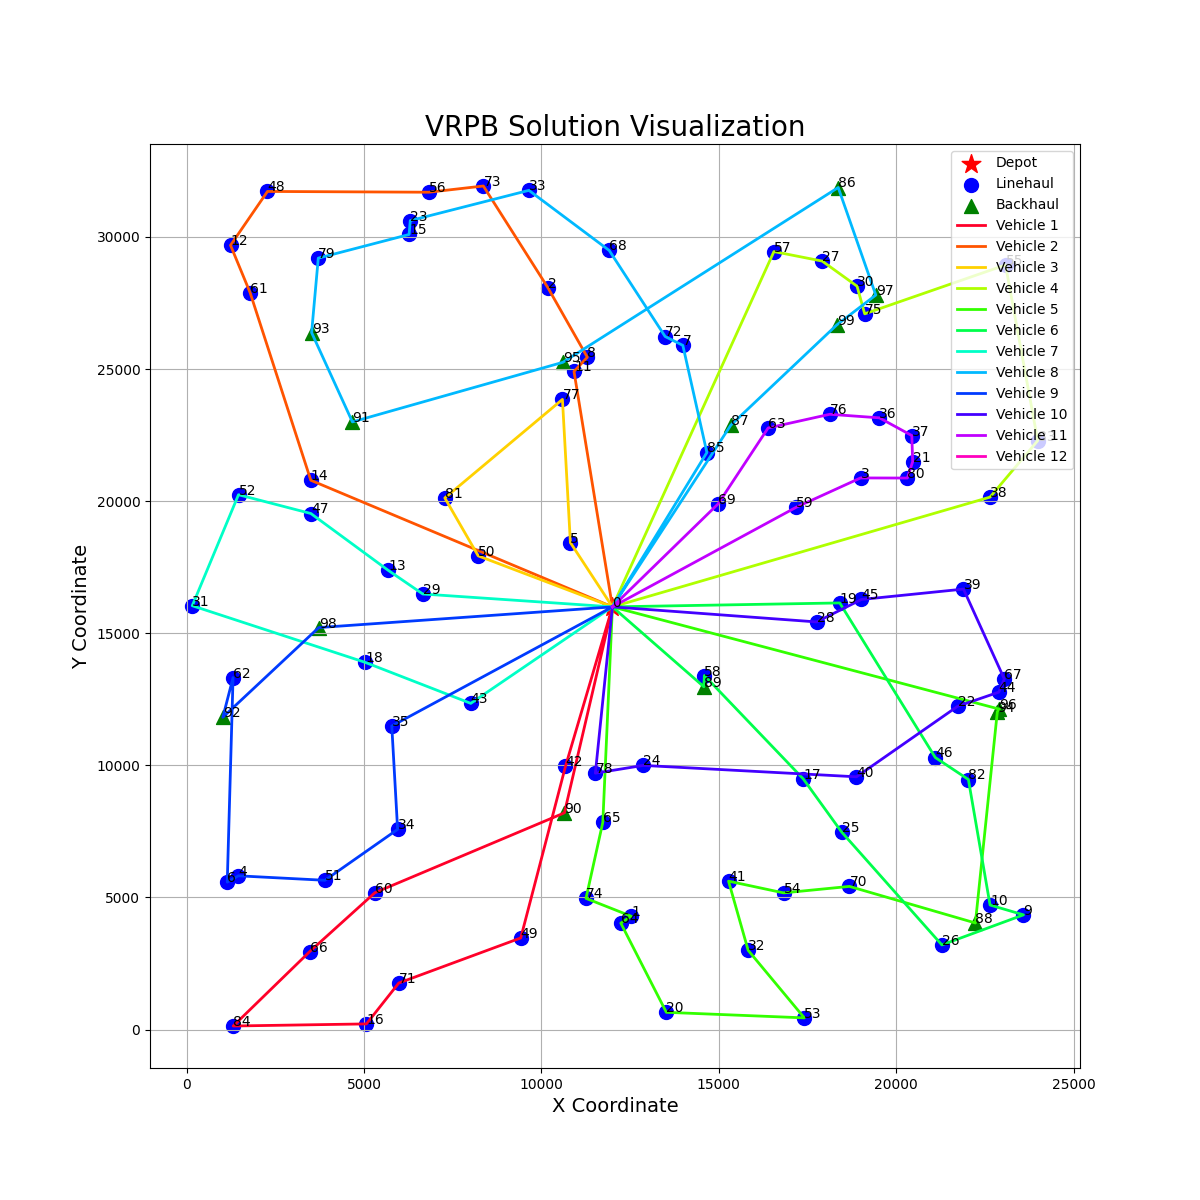 VRPB Solution Visualization
Depot
Linehaul
Backhaul
Vehicle 1
Vehicle 2
Vehicle 3
Vehicle 4
Vehicle 5
Vehicle 6
Vehicle 7
Vehicle 8
Vehicle 9
Vehicle 10
Vehicle 11
Vehicle 12
Y Coordinate
30000
25000
20000
15000
10000
5000
0
48 56 73 33 86
12 23 68 57 27
79 30 97
61 2 75
93 72 7 99
95 8
77
91 87 63 76 36
85 37
21
14 3 80
52 81 69 59 38
47
50 5
13
29 39
31 0 19 45
98 28
18 58 67
62 89 44
43 22 96
92
35
46
42 78 24 17 40 82
90 65 25
34
4 51 41 70
60 54
74 10
1 9
49 88
66 32 26
71
20 53
84 16
0 5000 10000 15000 20000 25000
X Coordinate